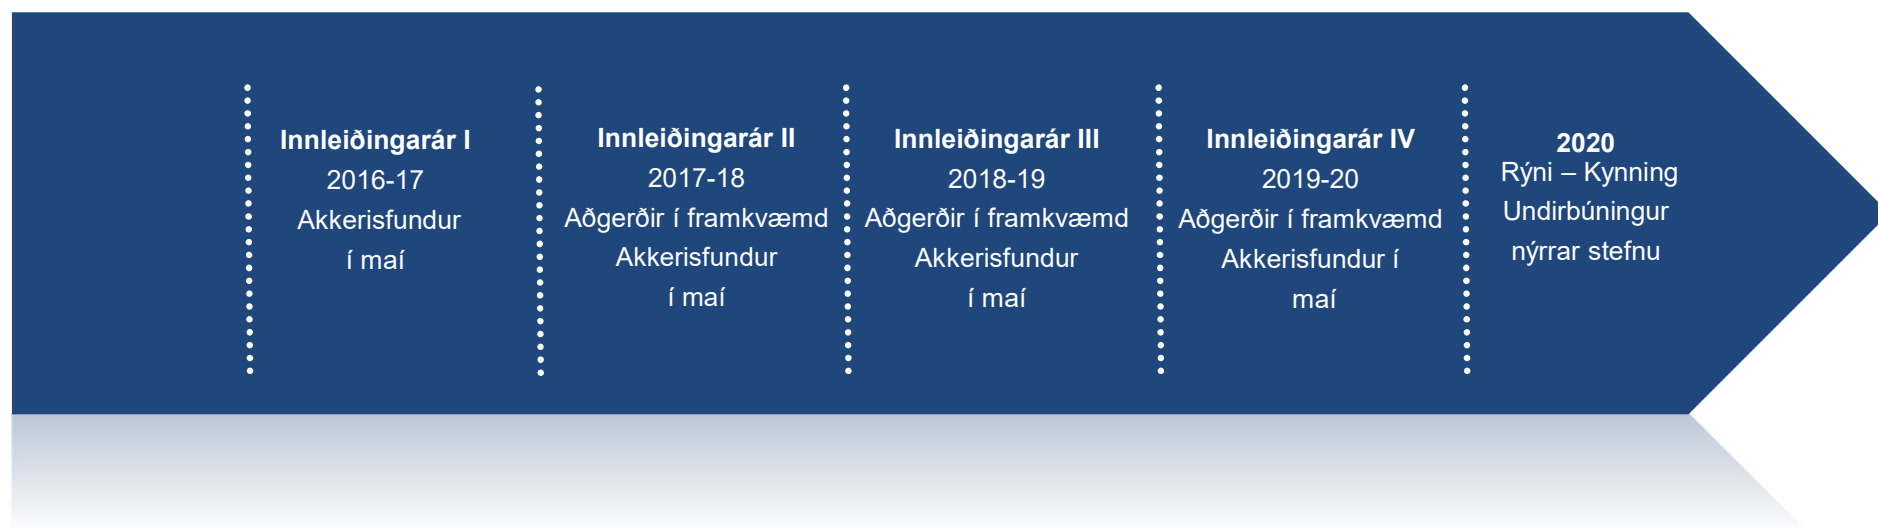 Innleiðingarár I
2016-17
Akkerisfundur
í maí
Innleiðingarár II
2017-18
Aðgerðir í framkvæmd
Akkerisfundur
í maí
Innleiðingarár III
2018-19
Aðgerðir í framkvæmd
Akkerisfundur
í maí
Innleiðingarár IV
2019-20
Aðgerðir í framkvæmd
Akkerisfundur í
maí
2020
Rýni – Kynning
Undirbúningur
nýrrar stefnu